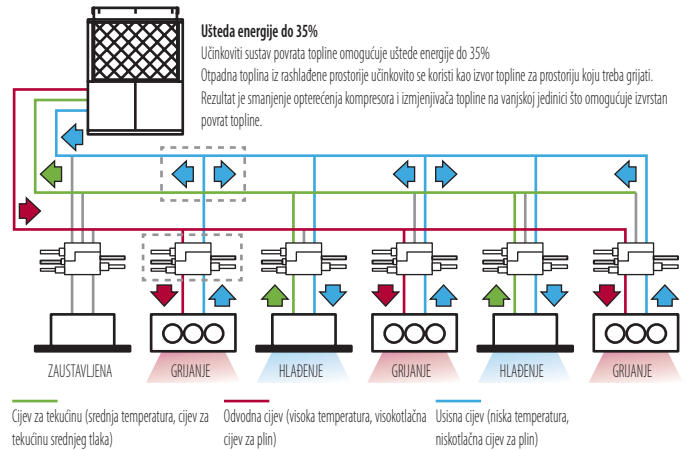 Ušteda energije do 35%
Učinkoviti sustav povrata topline omogućuje uštede energije do 35%
Otpadna toplina iz rashlađene prostorije učinkovito se koristi kao izvor topline za prostoriju koju treba grijati.
Rezultat je smanjenje opterećenja kompresora i izmjenjivača topline na vanjskoj jedinici što omogućuje izvrstan
povrat topline.
ZAUSTAVLJENA
GRIJANJE
HLAĐENJE
GRIJANJE
HLAĐENJE
GRIJANJE
Cijev za tekućinu (srednja temperatura, cijev za
tekućinu srednjeg tlaka)
Odvodna cijev (visoka temperatura, visokotlačna
cijev za plin)
Usisna cijev (niska temperatura,
niskotlačna cijev za plin)